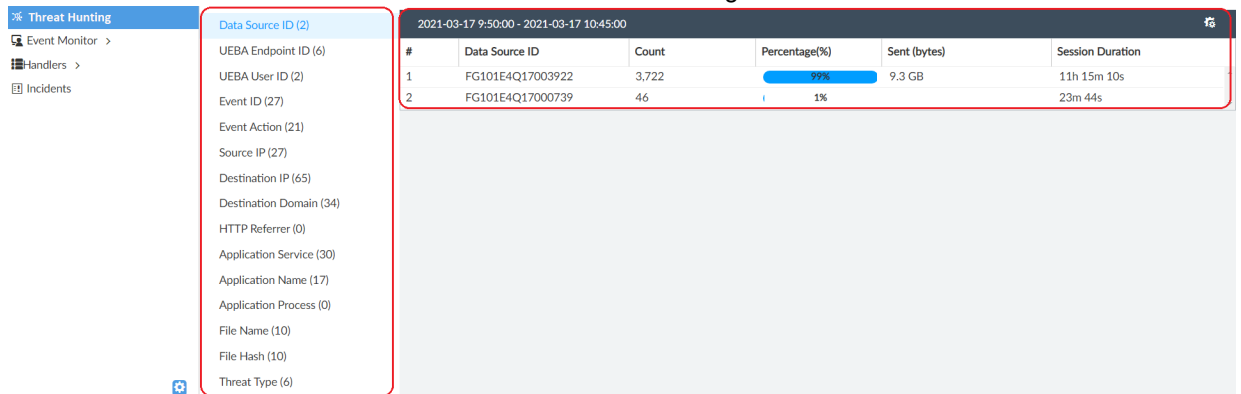 Threat Hunting
Event Monitor >
Handlers >
Incidents
Data Source ID (2)
UEBA Endpoint ID (6)
UEBA User ID (2)
Event ID (27)
Event Action (21)
Source IP (27)
Destination IP (65)
Destination Domain (34)
HTTP Referrer (0)
Application Service (30)
Application Name (17)
Application Process (0)
File Name (10)
File Hash (10)
Threat Type (6)
2021-03-17 9:50:00 - 2021-03-17 10:45:00
# Data Source ID Count Percentage(%) Sent (bytes) Session Duration
1 FG101E4Q17003922 3,722 99% 9.3 GB 11h 15m 10s
2 FG101E4Q17000739 46 1% 23m 44s